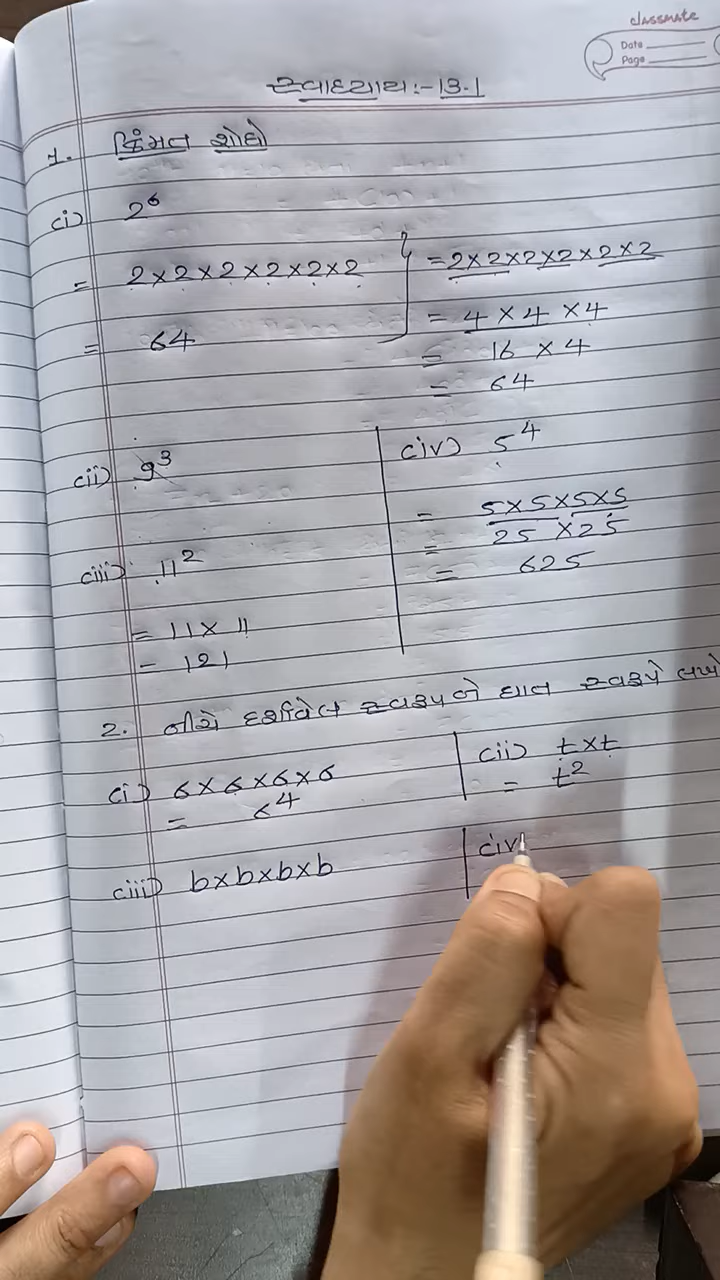 classmate
Date
Page
સ્વાધ્યાય:-13.1
1. કિંમત શોધો
(i) 2⁶
= 2×2×2×2×2×2
= 64
= 2×2×2×2×2×2
= 4×4×4
= 16×4
= 64
(ii) 9³
(iii) 11²
= 11×11
= 121
(iv) 5⁴
= 5×5×5×5
= 25×25
= 625
2. નીચે દર્શાવેલ સ્વરૂપને ઘાત સ્વરૂપે લખો
(i) 6×6×6×6
= 6⁴
(ii) t×t
= t²
(iii) b×b×b×b
(iv